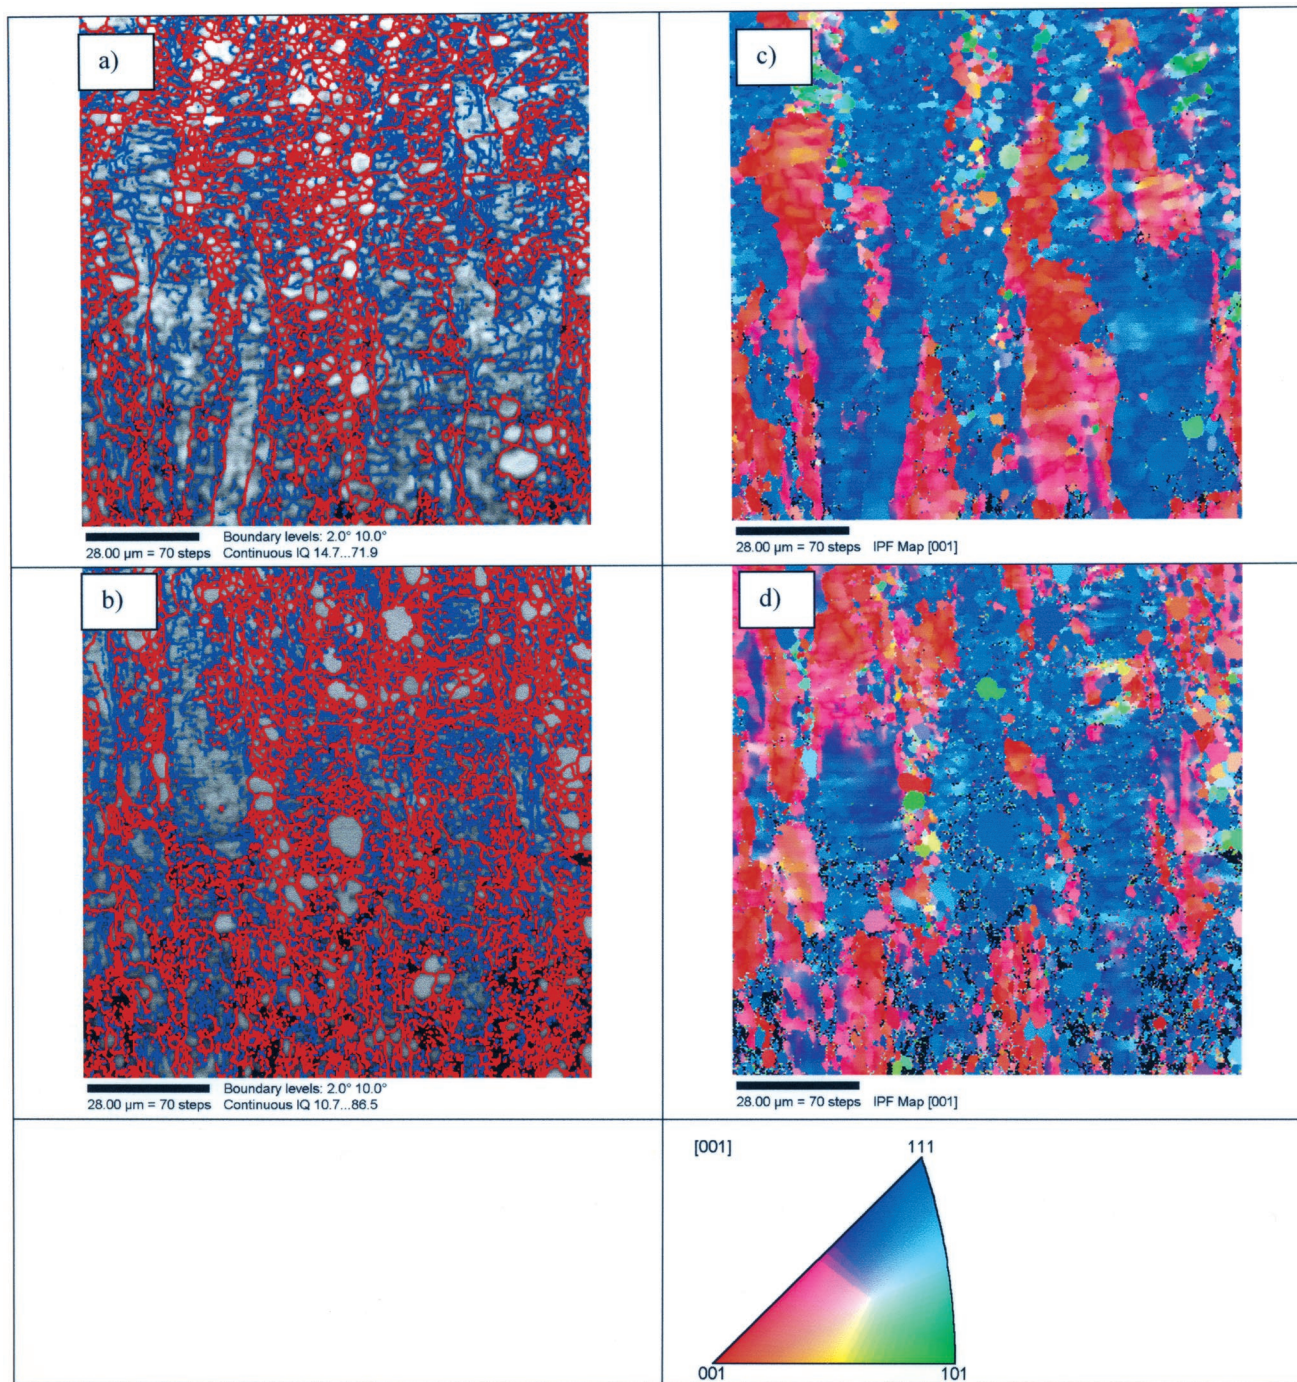 a)
c)
Boundary levels: 2.0° 10.0°
28.00 µm = 70 steps Continuous IQ 14.7...71.9
28.00 µm = 70 steps IPF Map [001]
b)
d)
Boundary levels: 2.0° 10.0°
28.00 µm = 70 steps Continuous IQ 10.7...86.5
28.00 µm = 70 steps IPF Map [001]
[001] 111
001 101